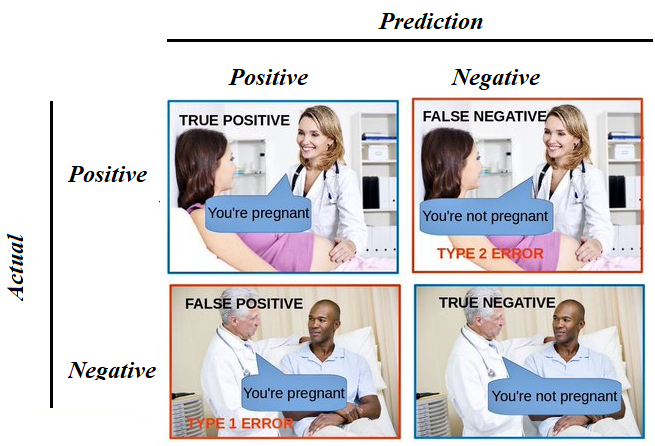 Prediction
Positive
Negative
Actual
Positive
TRUE POSITIVE
You're pregnant
FALSE NEGATIVE
You're not pregnant
TYPE 2 ERROR
Negative
FALSE POSITIVE
You're pregnant
TYPE 1 ERROR
TRUE NEGATIVE
You're not pregnant